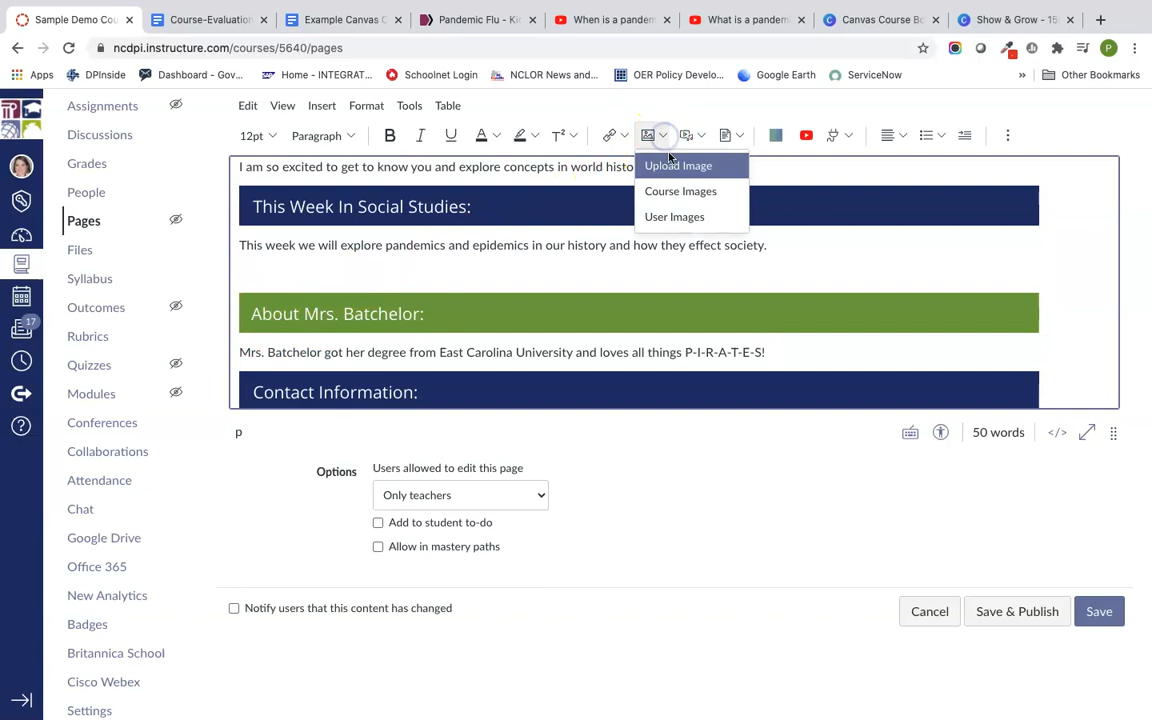 Sample Demo Cou
Course-Evaluation
Example Canvas C
Pandemic Flu - Kid
When is a pandem
What is a pandemi
Canvas Course Bo
Show & Grow - 15
ncdpi.instructure.com/courses/5640/pages
P
Apps
DPInside
Dashboard - Gov...
Home - INTEGRAT...
Schoolnet Login
NCLOR News and...
OER Policy Develo...
Google Earth
ServiceNow
»
Other Bookmarks
Assignments
Discussions
Grades
People
Pages
Files
Syllabus
Outcomes
17
Rubrics
Quizzes
Modules
Conferences
Collaborations
Attendance
Chat
Google Drive
Office 365
New Analytics
Badges
Britannica School
Cisco Webex
Settings
Edit View Insert Format Tools Table
12pt Paragraph B I U A T²
I am so excited to get to know you and explore concepts in world histo
Upload Image
Course Images
User Images
This Week In Social Studies:
This week we will explore pandemics and epidemics in our history and how they effect society.
About Mrs. Batchelor:
Mrs. Batchelor got her degree from East Carolina University and loves all things P-I-R-A-T-E-S!
Contact Information:
p
50 words
</>
Options
Users allowed to edit this page
Only teachers
Add to student to-do
Allow in mastery paths
Notify users that this content has changed
Cancel
Save & Publish
Save